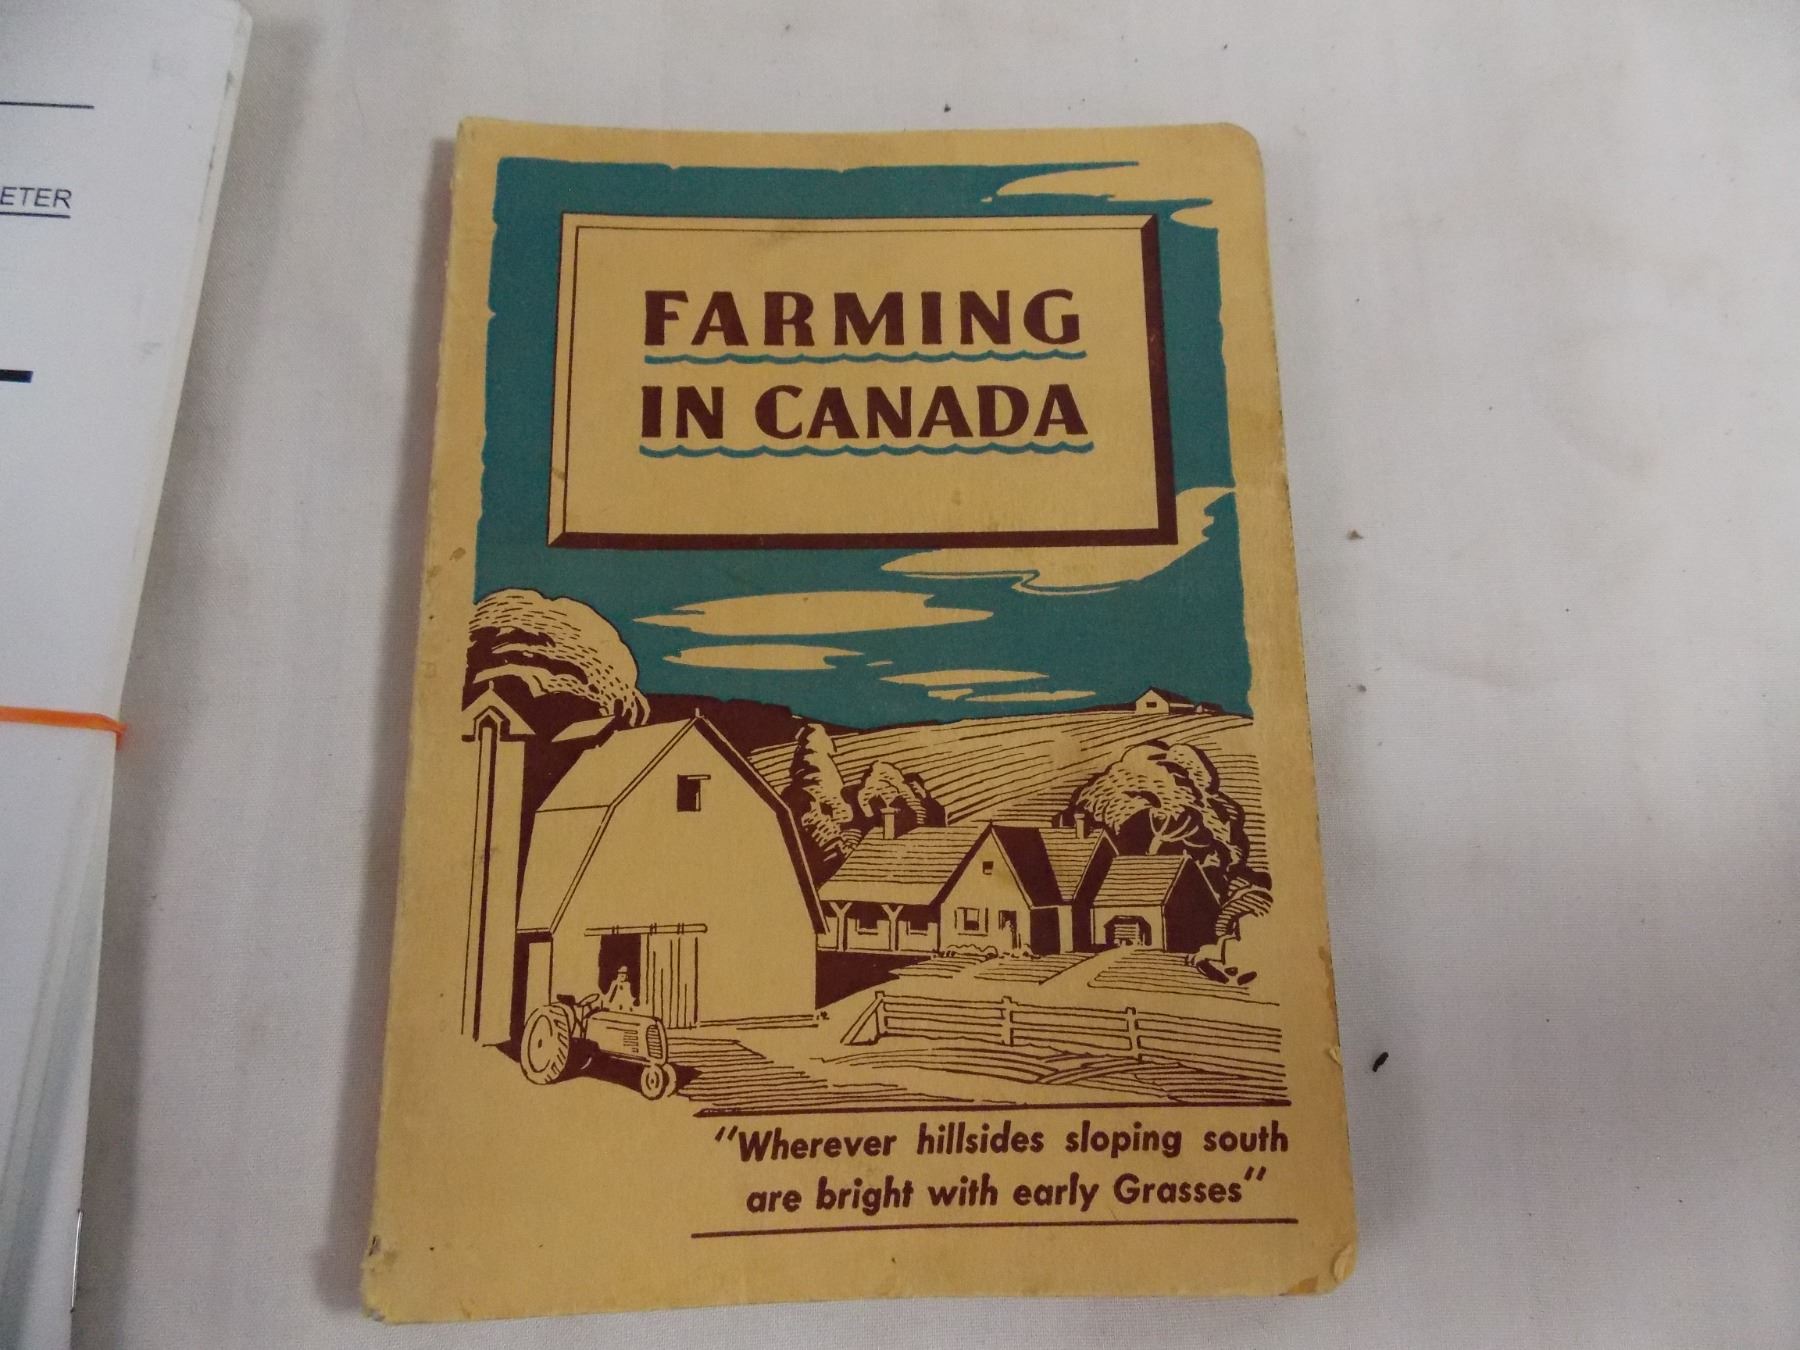 ETER
FARMING
IN CANADA
"Wherever hillsides sloping south
are bright with early Grasses"